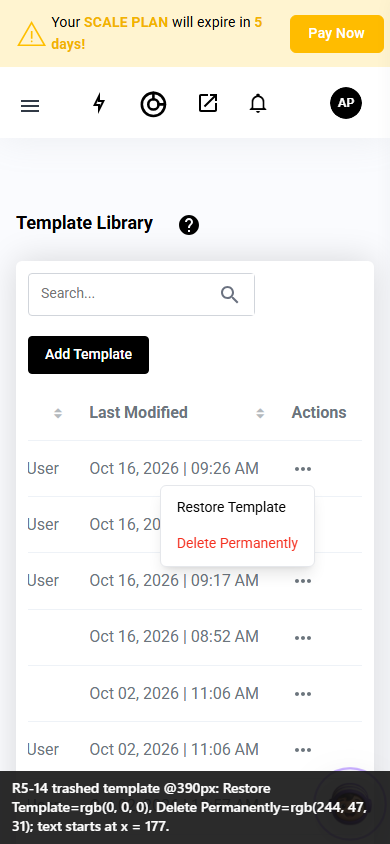 Your SCALE PLAN will expire in 5
days!
Pay Now
AP
Template Library
Search...
Add Template
Last Modified Actions
User Oct 16, 2026 | 09:26 AM
Restore Template
User Oct 16, 20
Delete Permanently
User Oct 16, 2026 | 09:17 AM
Oct 16, 2026 | 08:52 AM
Oct 02, 2026 | 11:06 AM
User Oct 02, 2026 | 11:06 AM
R5-14 trashed template @390px: Restore
Template=rgb(0, 0, 0), Delete Permanently=rgb(244, 47,
31); text starts at x = 177.